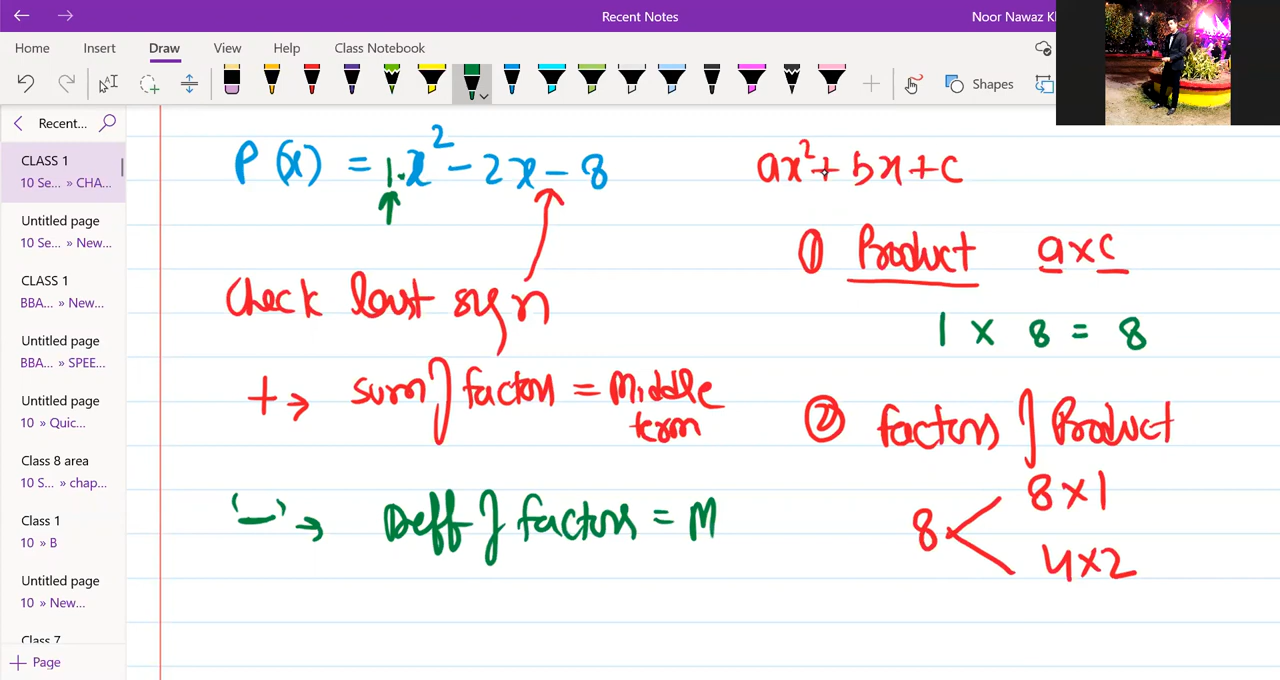 Recent Notes
Noor Nawaz Kh
Home Insert Draw View Help Class Notebook
Shapes
Recent...
CLASS 1
10 Se... » CHA...
Untitled page
10 Se... » New...
CLASS 1
BBA... » New...
Untitled page
BBA... » SPEE...
Untitled page
10 » Quic...
Class 8 area
10 S... » chap...
Class 1
10 » B
Untitled page
10 » New...
Class 7
Page
P(x) = 1.x² - 2x - 8
check last sign
+ → sum of factors = Middle term
'-' → Deff of factors = M
ax² + bx + c
① Product a×c
1 × 8 = 8
② factors of Product
8 < 8×1
4×2